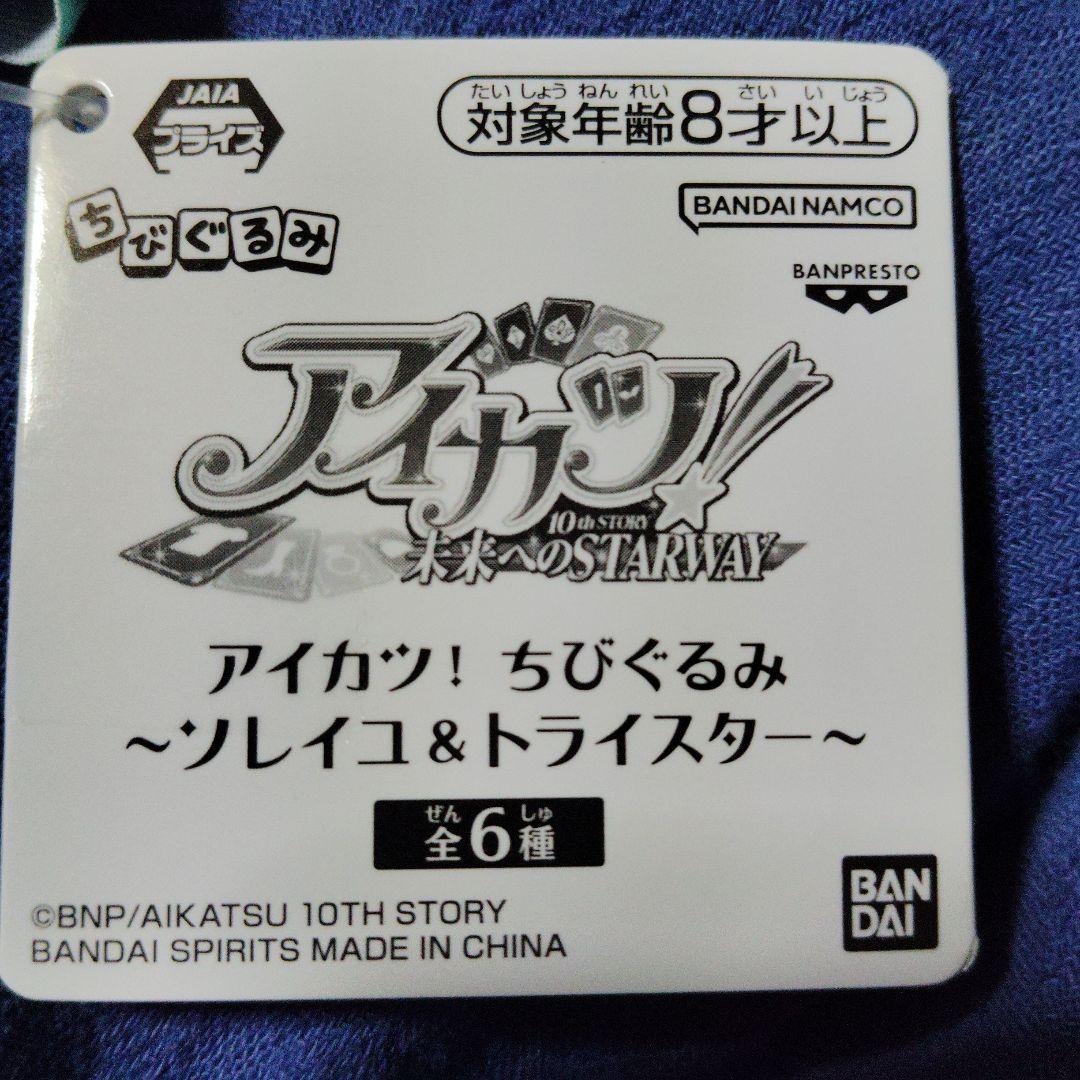 JAIA
プライズ
たいしょうねんれい さいいじょう
対象年齢8才以上
ちびぐるみ
BANDAI NAMCO
BANPRESTO
アイカツ!
10th STORY
未来へのSTARWAY
アイカツ! ちびぐるみ
~ソレイユ&トライスター~
ぜん しゅ
全6種
©BNP/AIKATSU 10TH STORY
BANDAI SPIRITS MADE IN CHINA
BAN
DAI